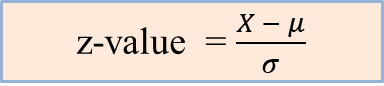 z-value = (X − μ)/σ